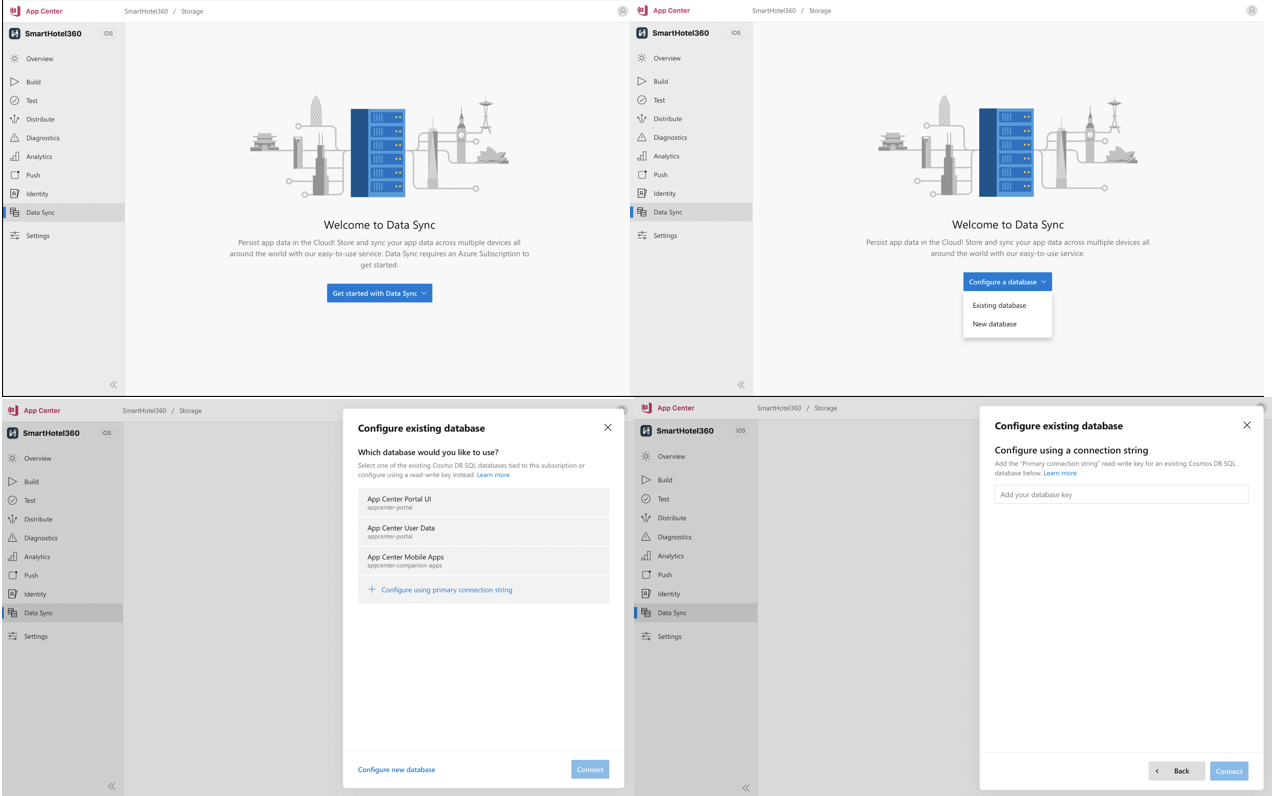 App Center
SmartHotel360 / Storage
SmartHotel360 iOS
Overview
Build
Test
Distribute
Diagnostics
Analytics
Push
Identity
Data Sync
Settings
Welcome to Data Sync
Persist app data in the Cloud! Store and sync your app data across multiple devices all
around the world with our easy-to-use service. Data Sync requires an Azure Subscription to
get started.
Get started with Data Sync
App Center
SmartHotel360 / Storage
SmartHotel360 iOS
Overview
Build
Test
Distribute
Diagnostics
Analytics
Push
Identity
Data Sync
Settings
Welcome to Data Sync
Persist app data in the Cloud! Store and sync your app data across multiple devices all
around the world with our easy-to-use service.
Configure a database
Existing database
New database
App Center
SmartHotel360 / Storage
SmartHotel360 iOS
Overview
Build
Test
Distribute
Diagnostics
Analytics
Push
Identity
Data Sync
Settings
Configure existing database
Which database would you like to use?
Select one of the existing Cosmo DB SQL databases tied to this subscription or
configure using a read-write key instead. Learn more.
App Center Portal UI
appcenter-portal
App Center User Data
appcenter-portal
App Center Mobile Apps
appcenter-companion-apps
Configure using primary connection string
Configure new database
Connect
App Center
SmartHotel360 / Storage
SmartHotel360 iOS
Overview
Build
Test
Distribute
Diagnostics
Analytics
Push
Identity
Data Sync
Settings
Configure existing database
Configure using a connection string
Add the "Primary connection string" read-write key for an existing Cosmos DB SQL
database below. Learn more.
Add your database key
Back
Connect